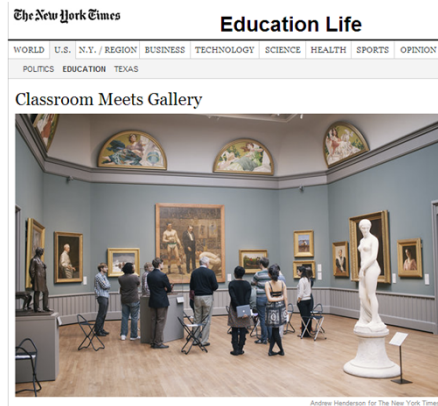 The New York Times
Education Life
WORLD U.S. N.Y. / REGION BUSINESS TECHNOLOGY SCIENCE HEALTH SPORTS OPINION
POLITICS EDUCATION TEXAS
Classroom Meets Gallery
Andrew Henderson for The New York Times